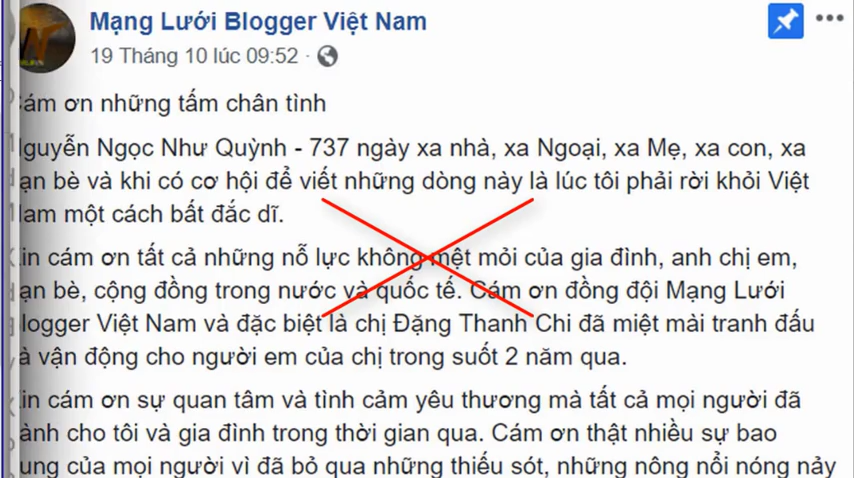 Mạng Lưới Blogger Việt Nam
19 Tháng 10 lúc 09:52
ám ơn những tấm chân tình
guyễn Ngọc Như Quỳnh - 737 ngày xa nhà, xa Ngoại, xa Mẹ, xa con, xa
ạn bè và khi có cơ hội để viết những dòng này là lúc tôi phải rời khỏi Việt
Nam một cách bất đắc dĩ.
in cám ơn tất cả những nỗ lực không mệt mỏi của gia đình, anh chị em,
ạn bè, cộng đồng trong nước và quốc tế. Cám ơn đồng đội Mạng Lưới
logger Việt Nam và đặc biệt là chị Đặng Thanh Chi đã miệt mài tranh đấu
à vận động cho người em của chị trong suốt 2 năm qua.
in cám ơn sự quan tâm và tình cảm yêu thương mà tất cả mọi người đã
ành cho tôi và gia đình trong thời gian qua. Cám ơn thật nhiều sự bao
ung của mọi người vì đã bỏ qua những thiếu sót, những nông nổi nóng nảy